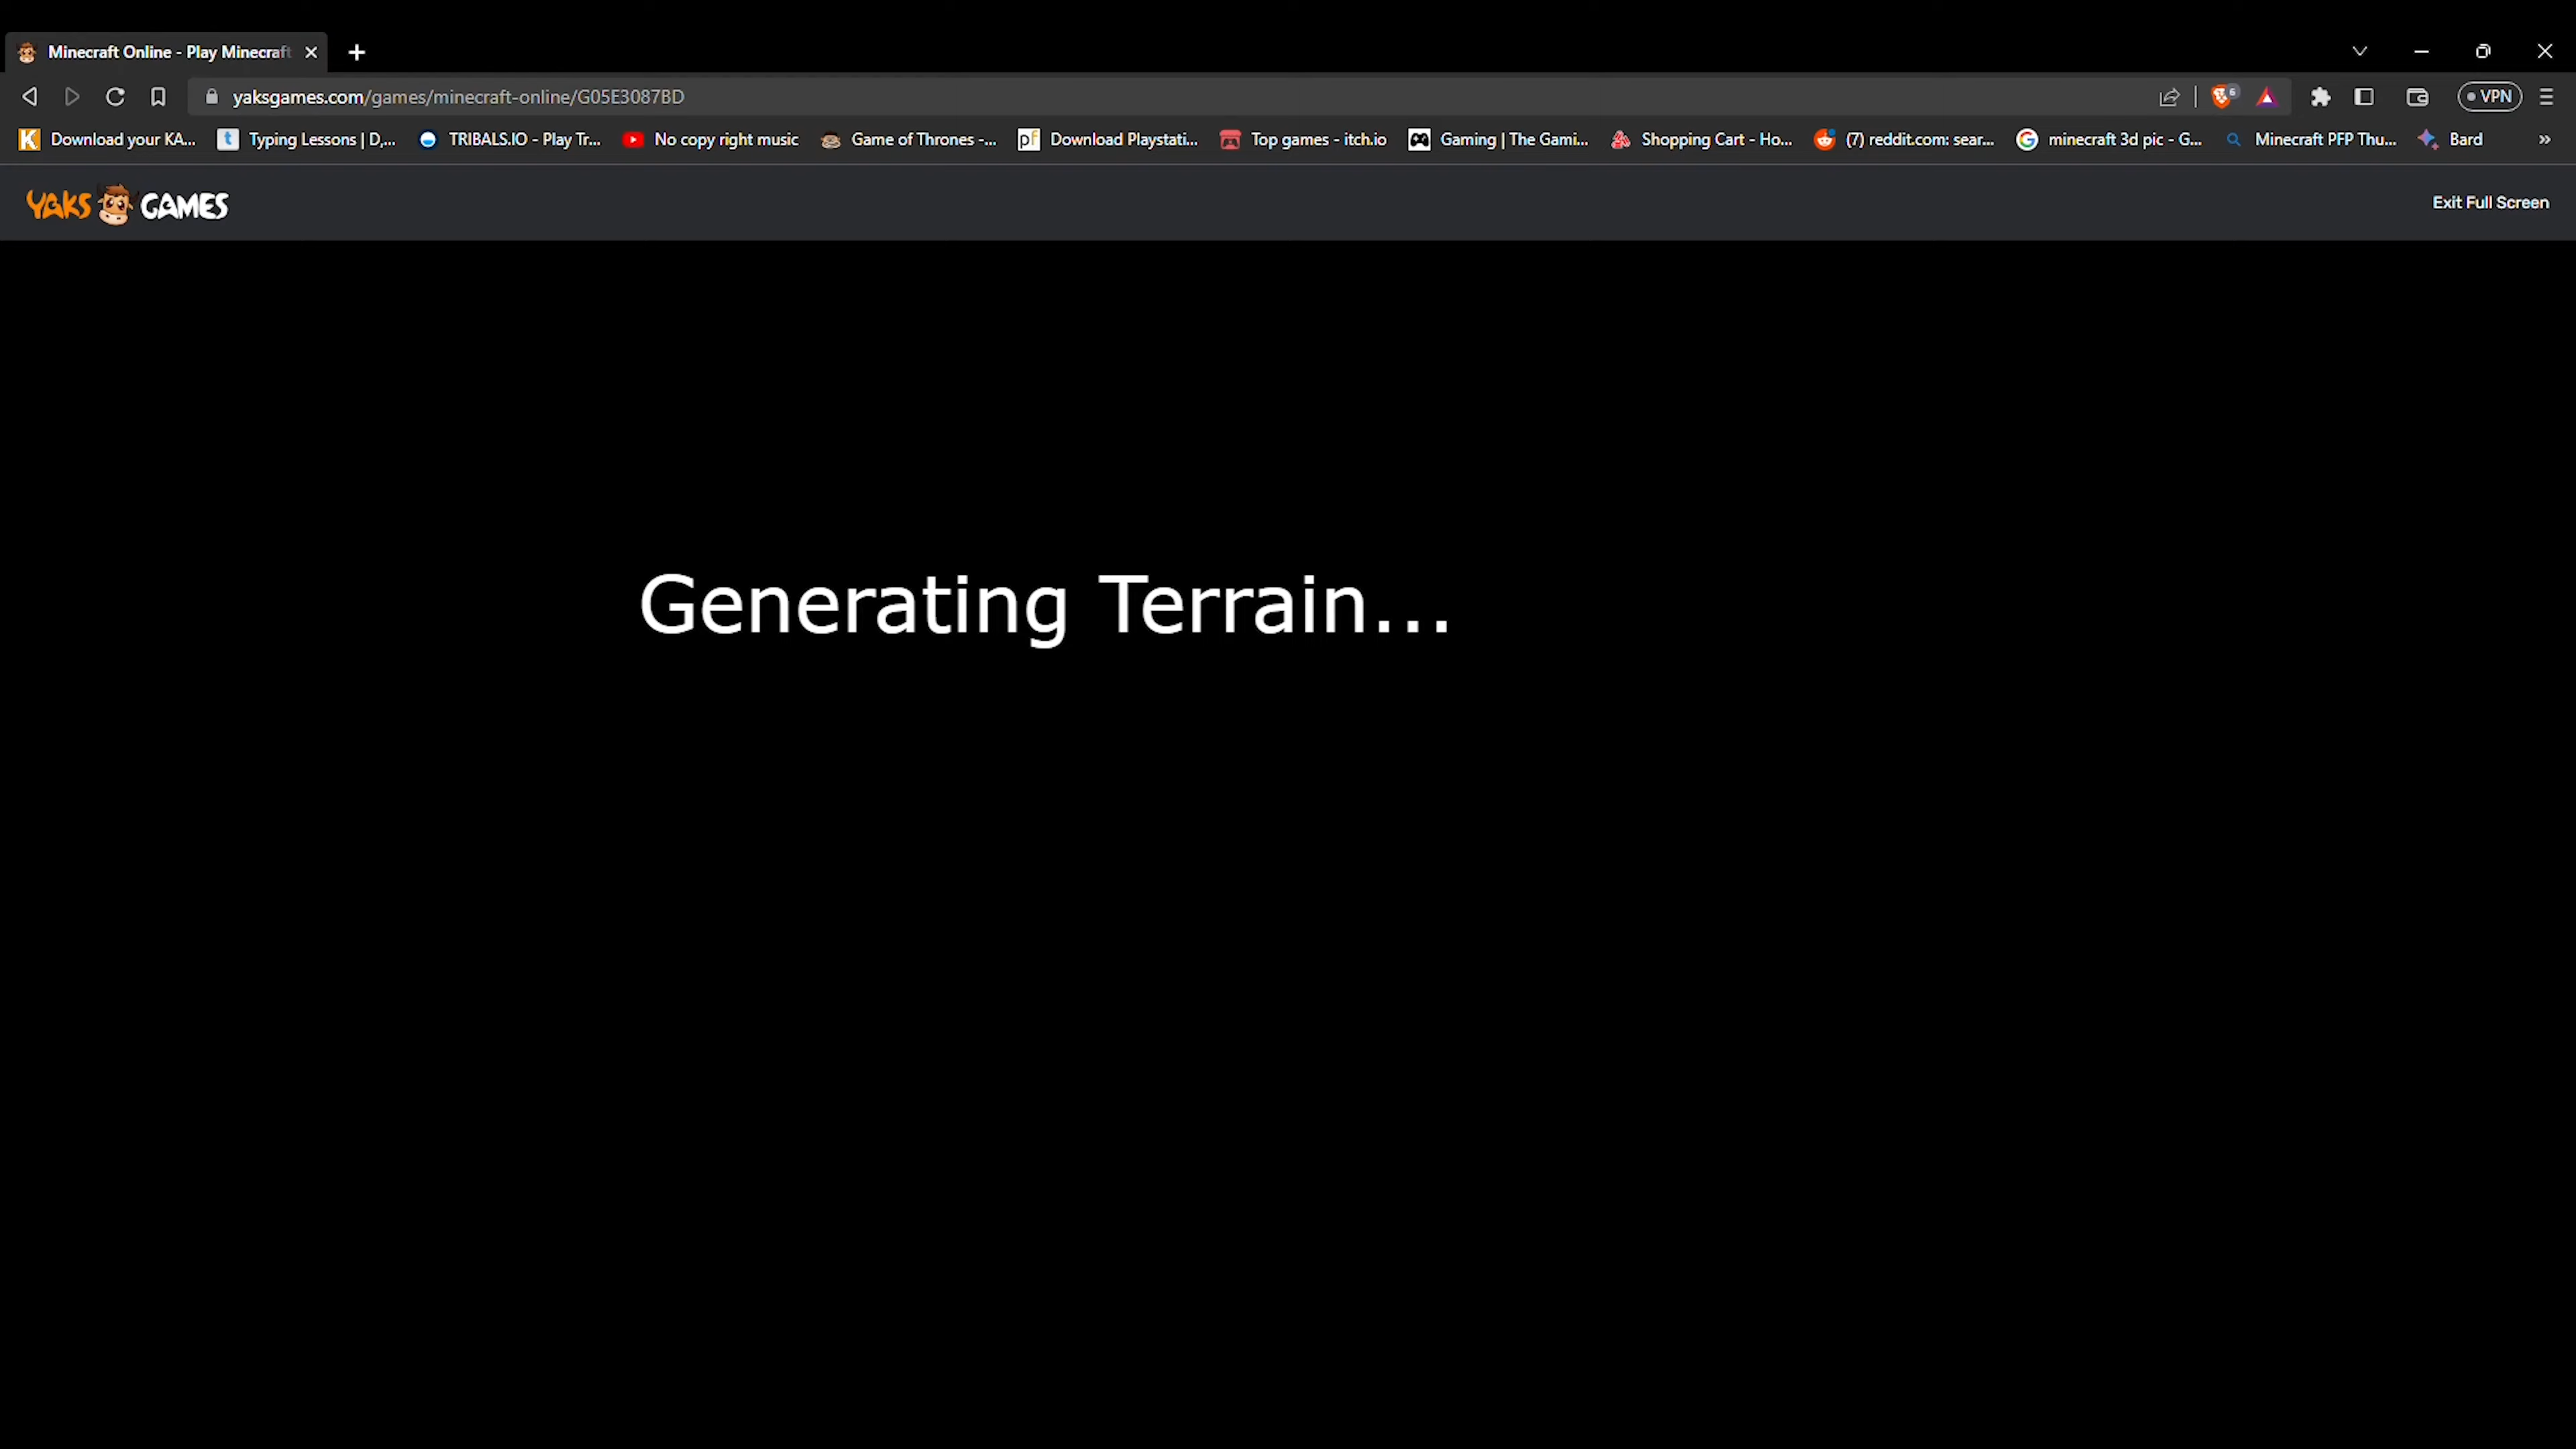 Minecraft Online - Play Minecraft
yaksgames.com/games/minecraft-online/G05E3087BD
6
VPN
Download your KA...
Typing Lessons | D,...
TRIBALS.IO - Play Tr...
No copy right music
Game of Thrones -...
pf Download Playstati...
Top games - itch.io
Gaming | The Gami...
Shopping Cart - Ho...
(7) reddit.com: sear...
minecraft 3d pic - G...
Minecraft PFP Thu...
Bard
YAKS GAMES
Exit Full Screen
Generating Terrain...